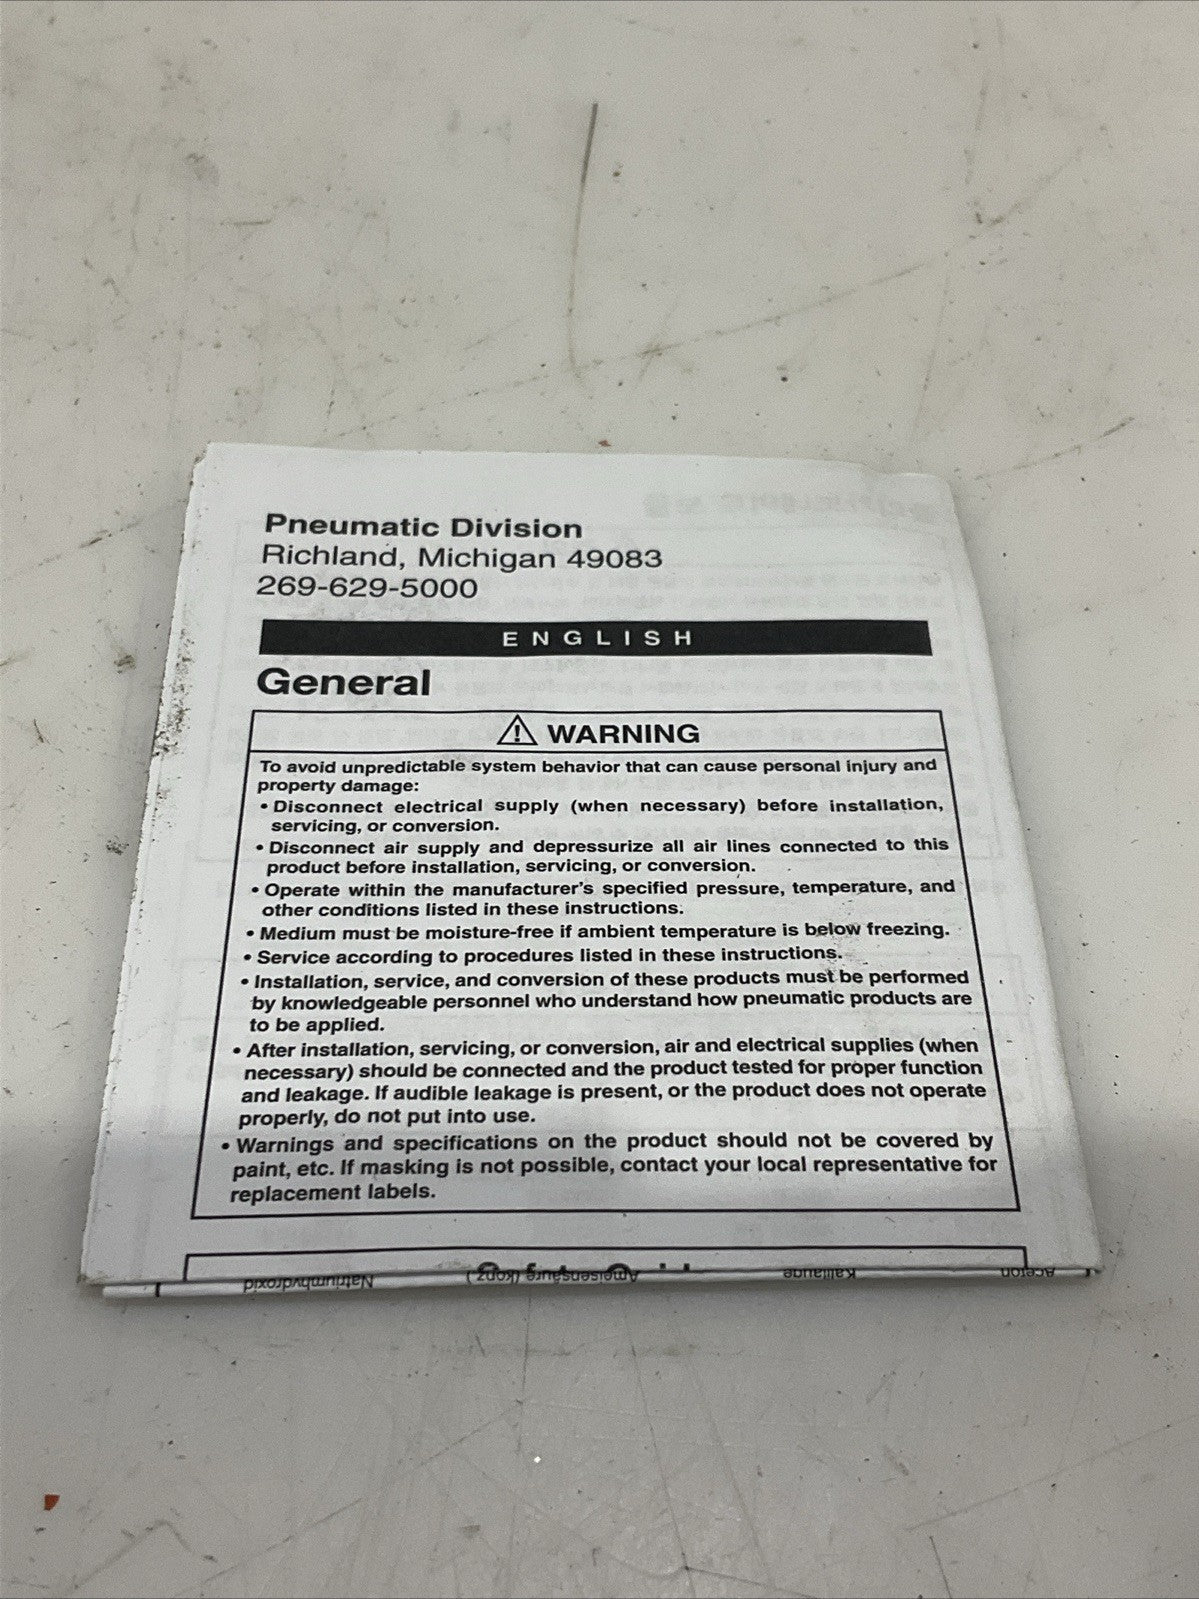 Pneumatic Division
Richland, Michigan 49083
269-629-5000
ENGLISH
General
⚠ WARNING
To avoid unpredictable system behavior that can cause personal injury and
property damage:
• Disconnect electrical supply (when necessary) before installation,
servicing, or conversion.
• Disconnect air supply and depressurize all air lines connected to this
product before installation, servicing, or conversion.
• Operate within the manufacturer's specified pressure, temperature, and
other conditions listed in these instructions.
• Medium must be moisture-free if ambient temperature is below freezing.
• Service according to procedures listed in these instructions.
• Installation, service, and conversion of these products must be performed
by knowledgeable personnel who understand how pneumatic products are
to be applied.
• After installation, servicing, or conversion, air and electrical supplies (when
necessary) should be connected and the product tested for proper function
and leakage. If audible leakage is present, or the product does not operate
properly, do not put into use.
• Warnings and specifications on the product should not be covered by
paint, etc. If masking is not possible, contact your local representative for
replacement labels.
Natriumhydroxid Ameisensäure (konz.) Kalilauge Aceton